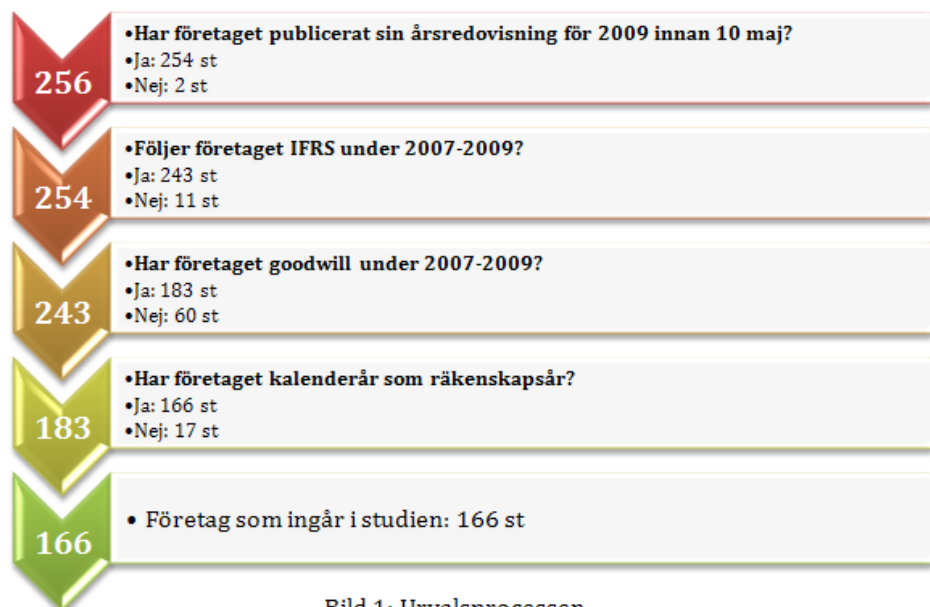 256
•Har företaget publicerat sin årsredovisning för 2009 innan 10 maj?
•Ja: 254 st
•Nej: 2 st
254
•Följer företaget IFRS under 2007-2009?
•Ja: 243 st
•Nej: 11 st
243
•Har företaget goodwill under 2007-2009?
•Ja: 183 st
•Nej: 60 st
183
•Har företaget kalenderår som räkenskapsår?
•Ja: 166 st
•Nej: 17 st
166
• Företag som ingår i studien: 166 st
Bild 1: Urvalsprocessen